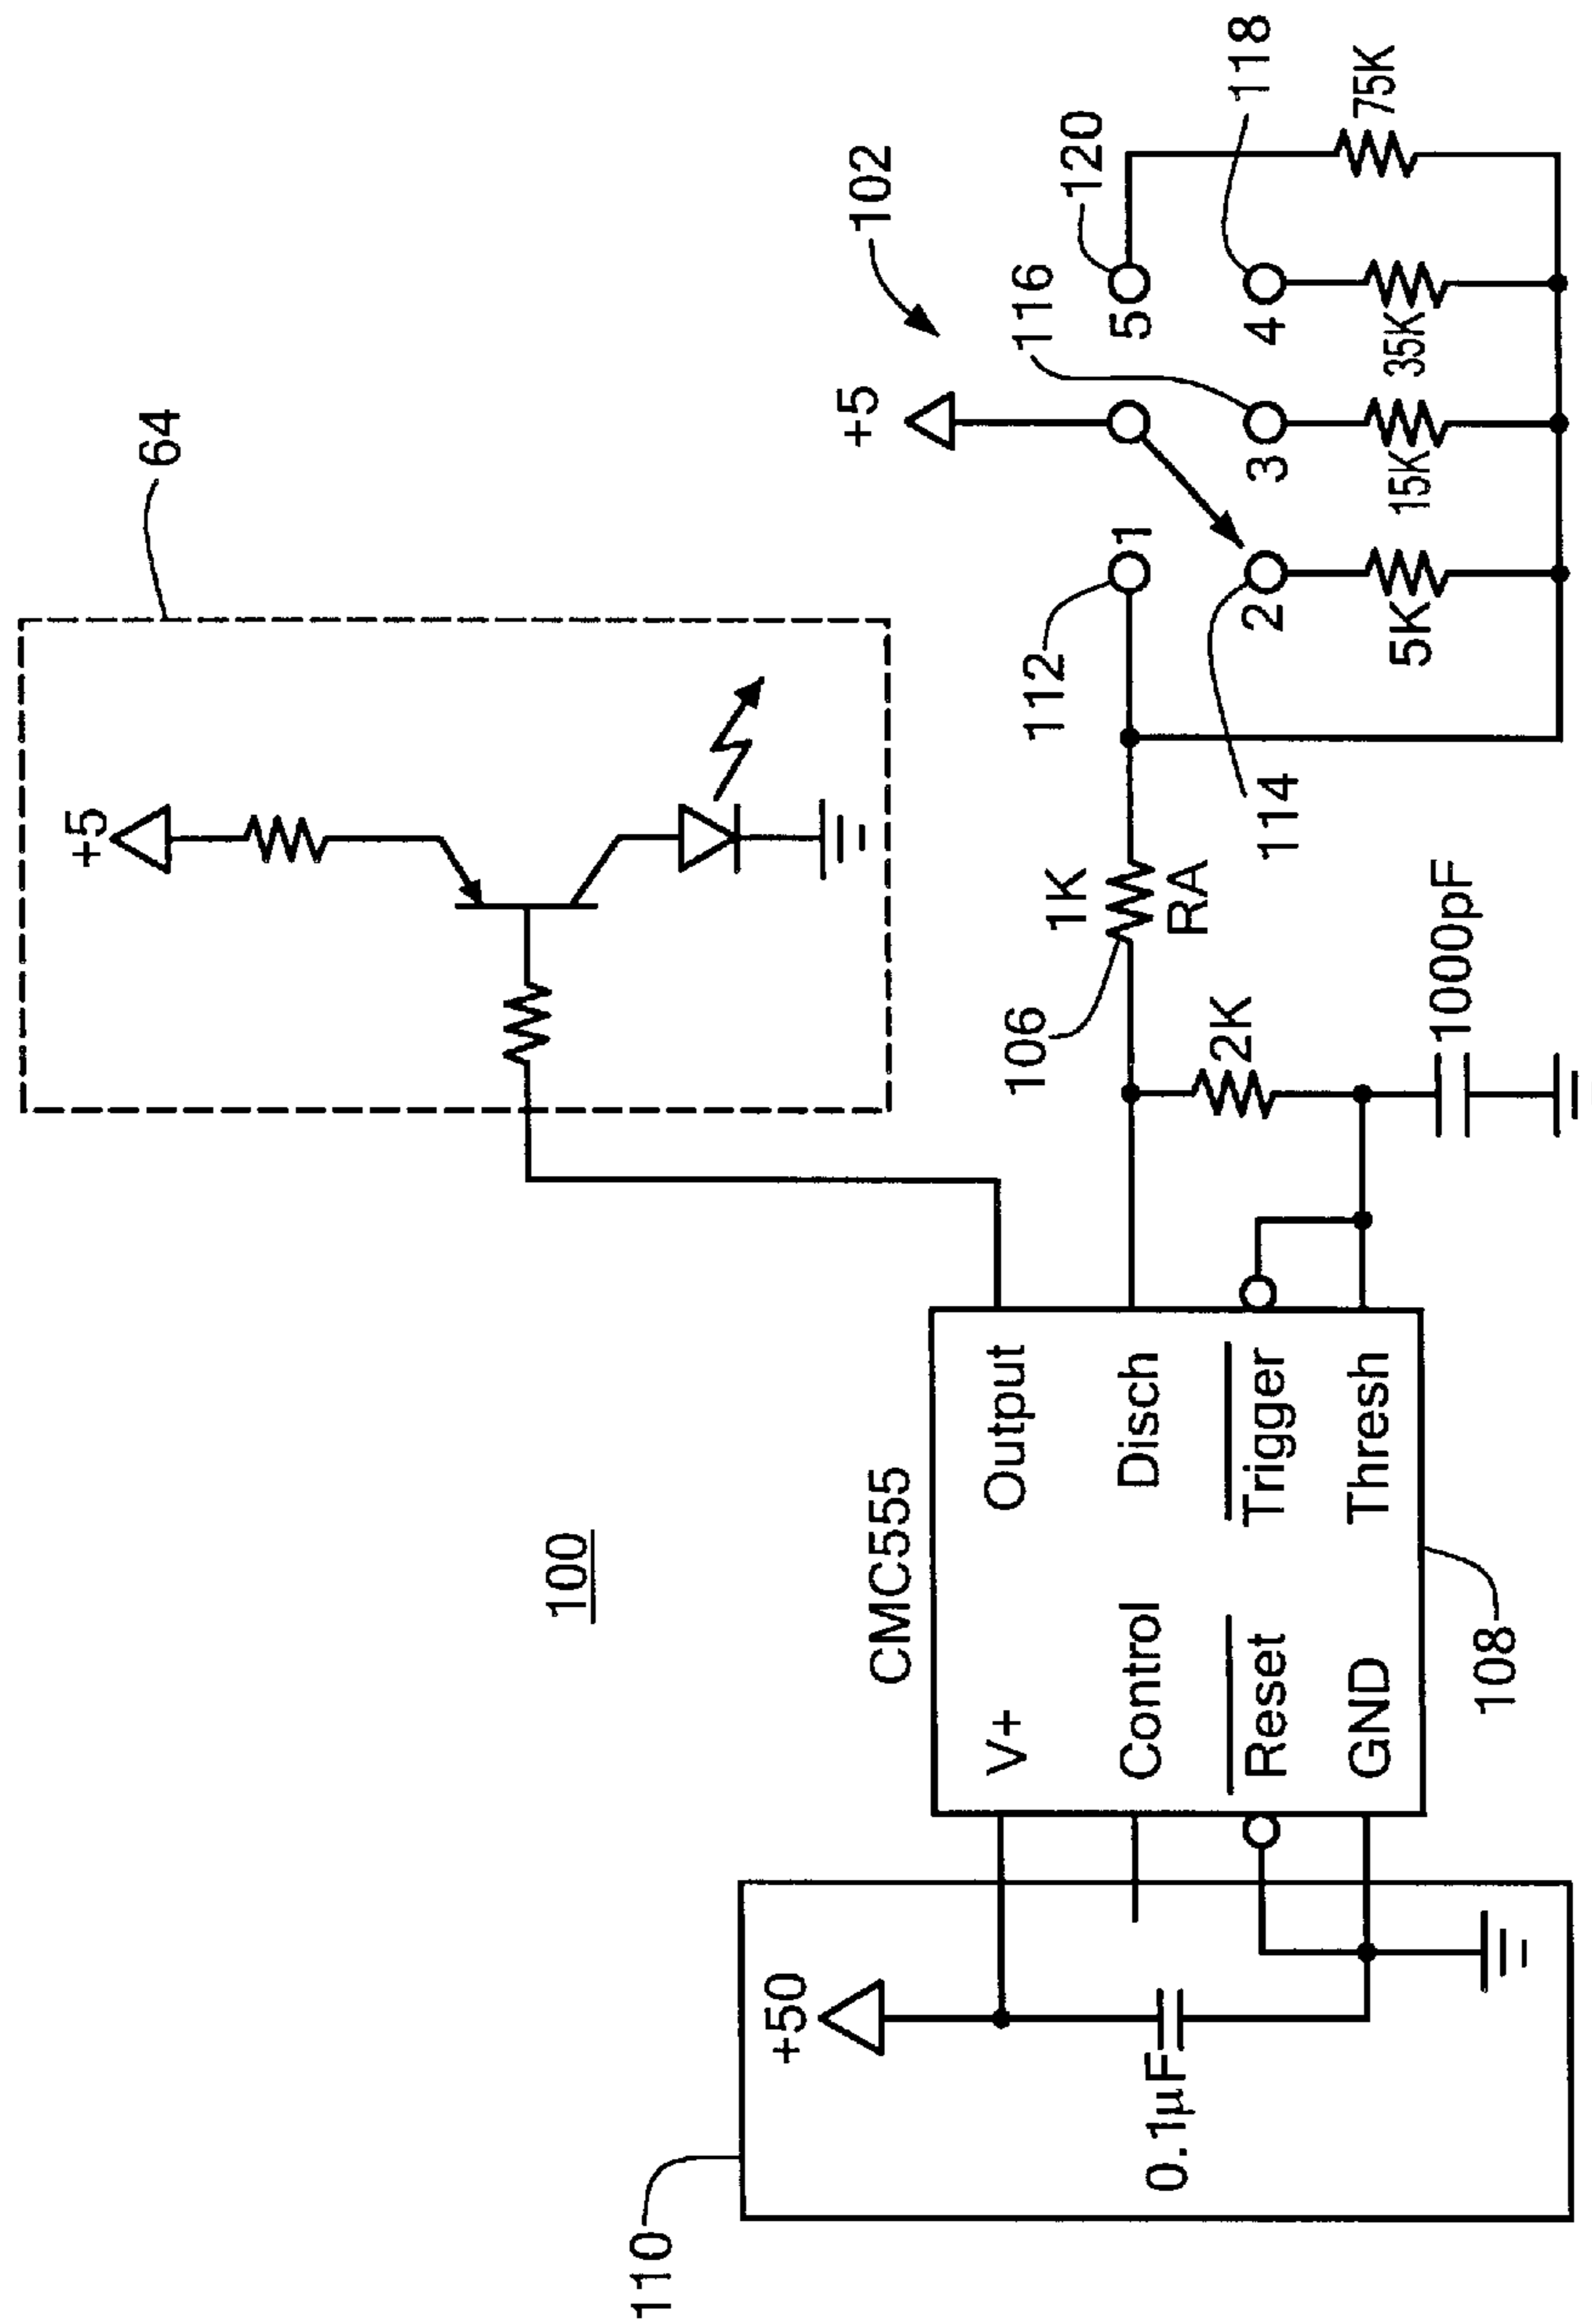 100
64
+5
110
+50
0.1µF
CMC555
V+
Output
Control
Disch
Reset
Trigger
GND
Thresh
108
106
1K
RA
2K
1000pF
102
+5
112
1
114
2
5K
116
3
15K
118
4
35K
120
5
75K